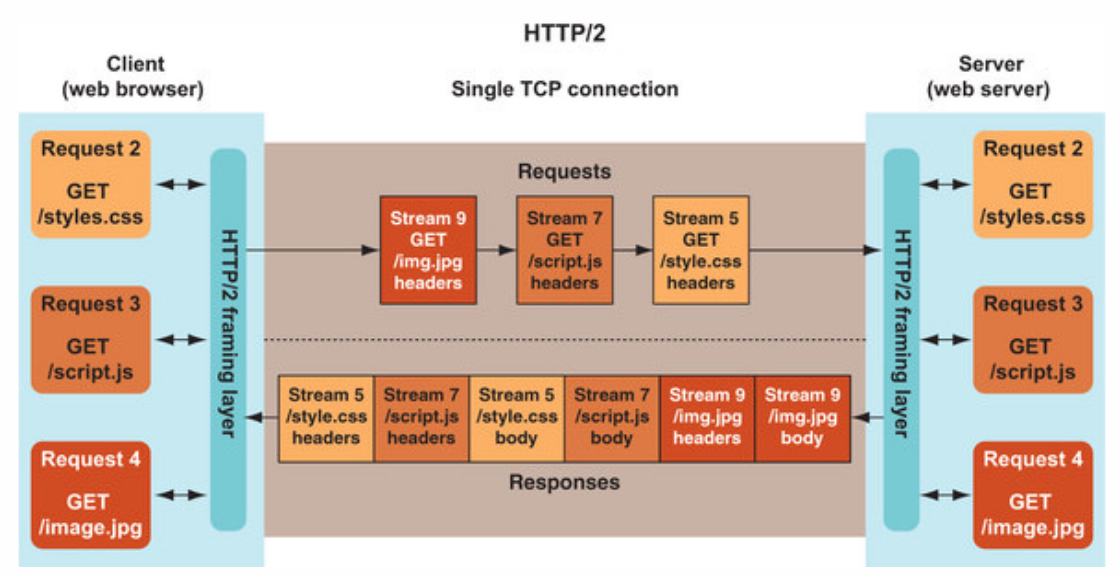 HTTP/2
Client
(web browser)
Single TCP connection
Server
(web server)
Request 2
GET
/styles.css
Request 3
GET
/script.js
Request 4
GET
/image.jpg
HTTP/2 framing layer
Requests
Stream 9
GET
/img.jpg
headers
Stream 7
GET
/script.js
headers
Stream 5
GET
/style.css
headers
Stream 5
/style.css
headers
Stream 7
/script.js
headers
Stream 5
/style.css
body
Stream 7
/script.js
body
Stream 9
/img.jpg
headers
Stream 9
/img.jpg
body
Responses
HTTP/2 framing layer
Request 2
GET
/styles.css
Request 3
GET
/script.js
Request 4
GET
/image.jpg